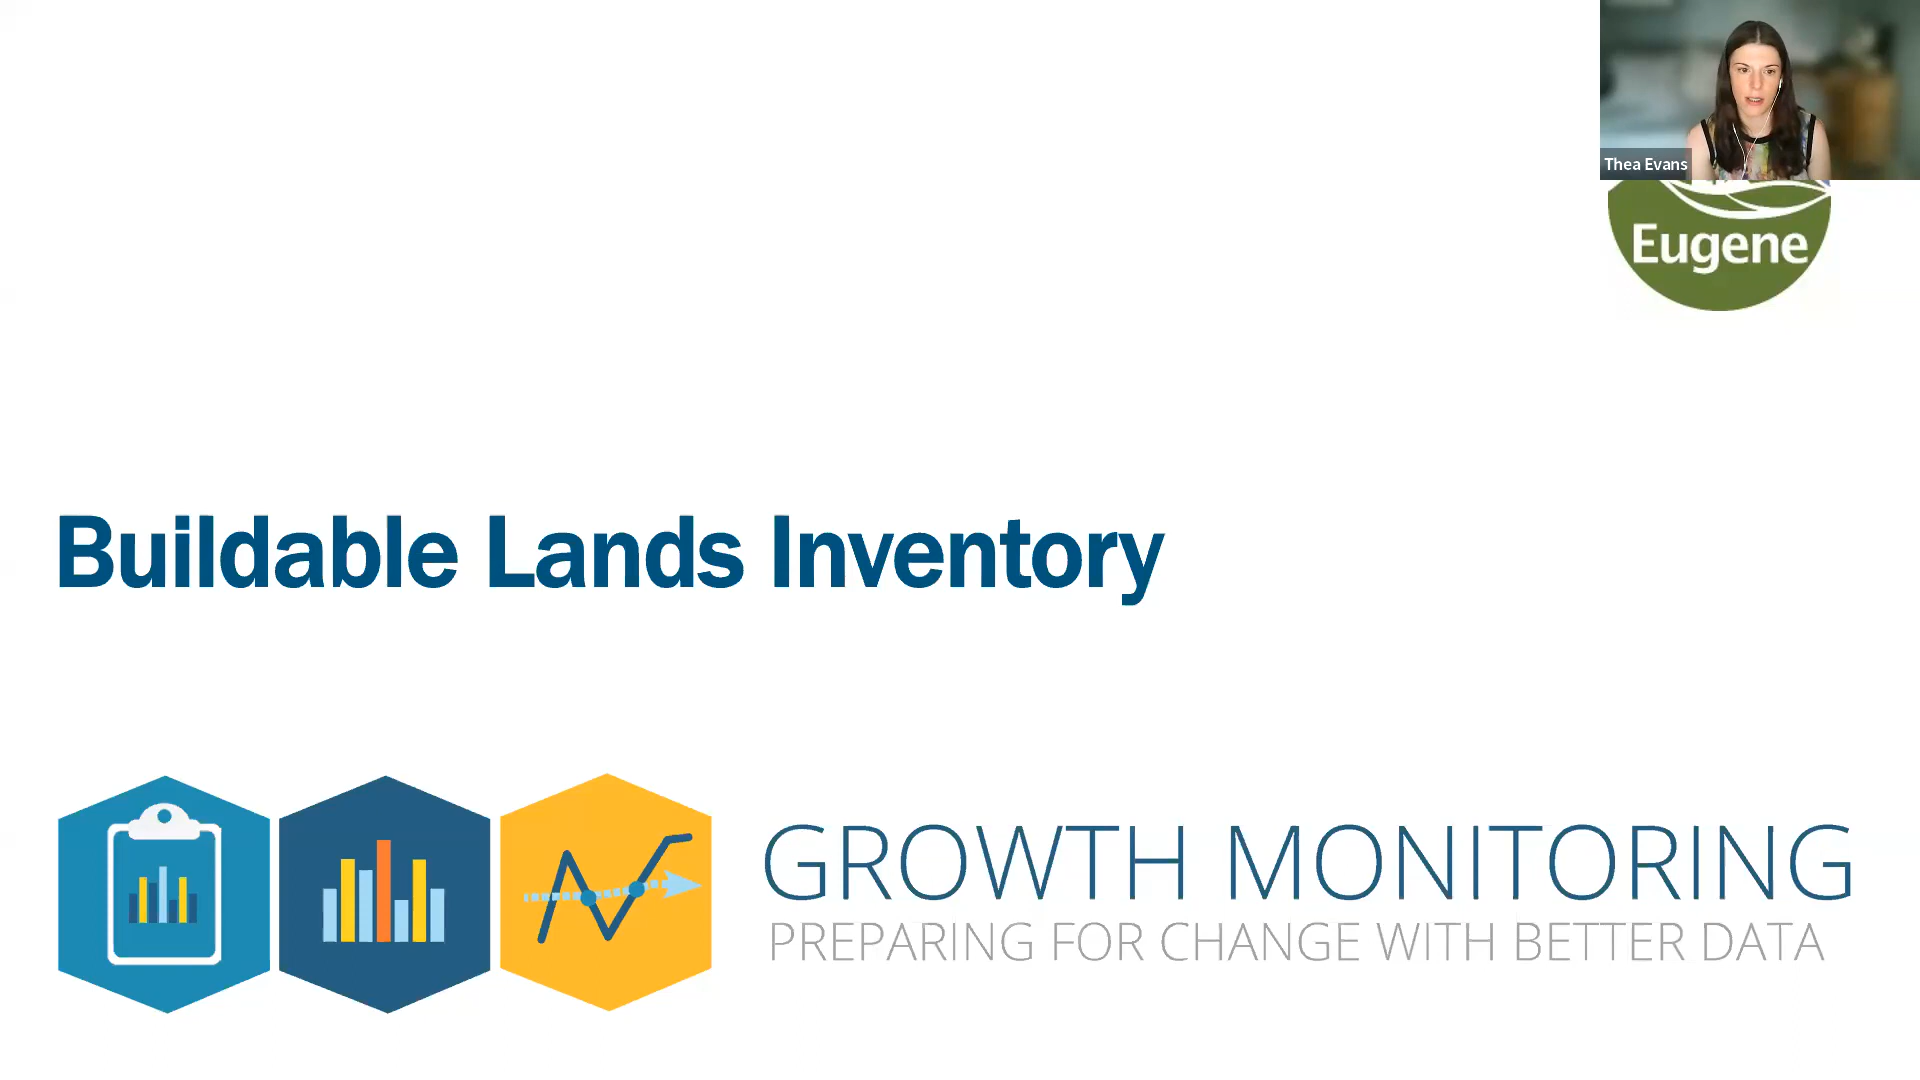 Thea Evans
Eugene
Buildable Lands Inventory
GROWTH MONITORING
PREPARING FOR CHANGE WITH BETTER DATA